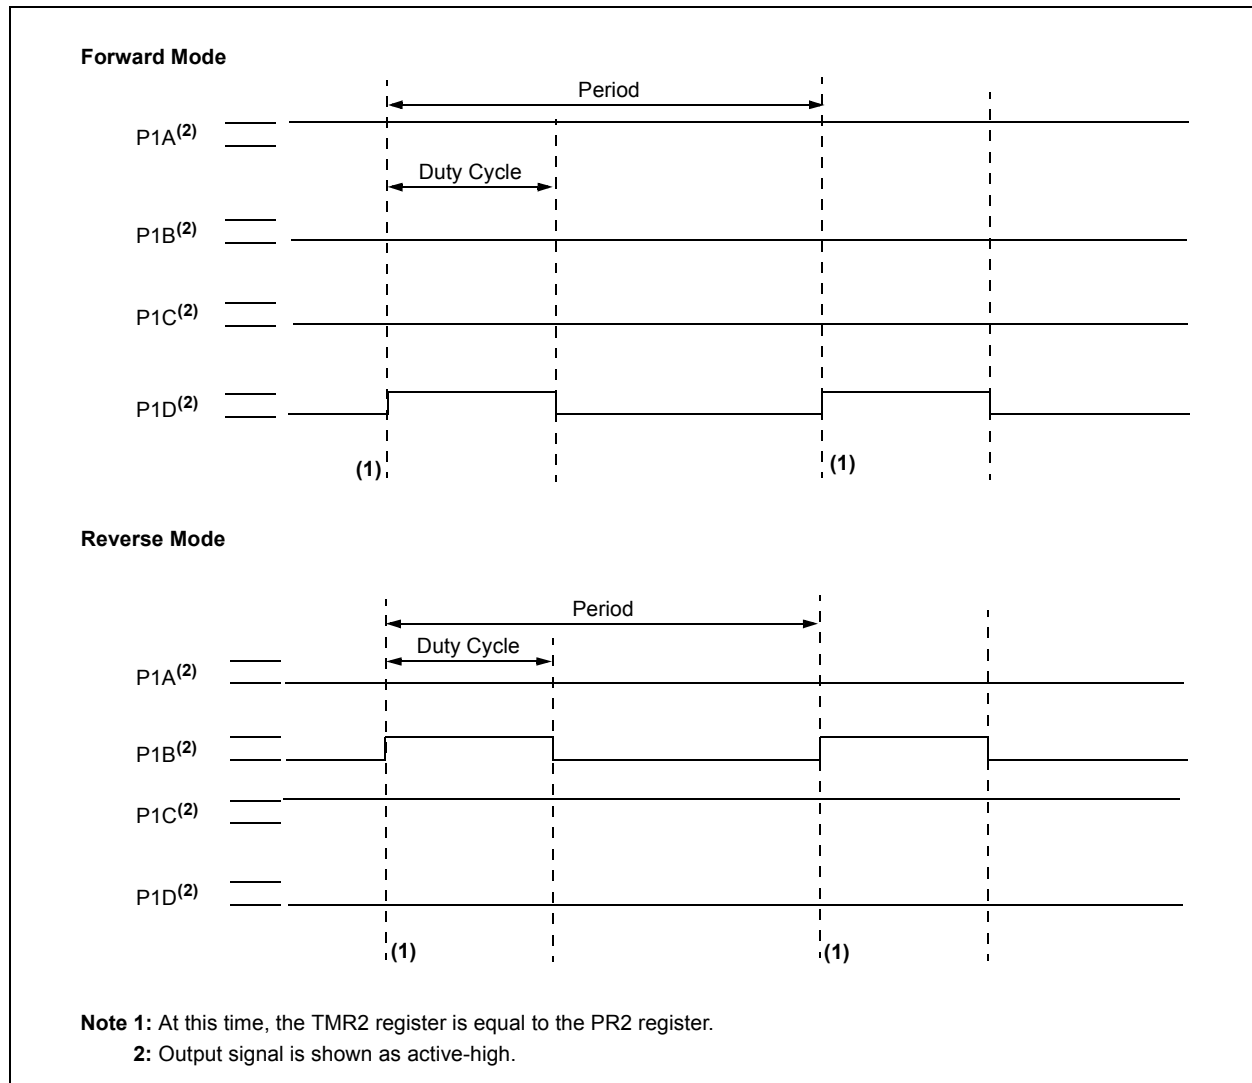 Forward Mode
Period
P1A(2)
Duty Cycle
P1B(2)
P1C(2)
P1D(2)
(1)
(1)
Reverse Mode
Period
Duty Cycle
P1A(2)
P1B(2)
P1C(2)
P1D(2)
(1)
(1)
Note 1: At this time, the TMR2 register is equal to the PR2 register.
2: Output signal is shown as active-high.